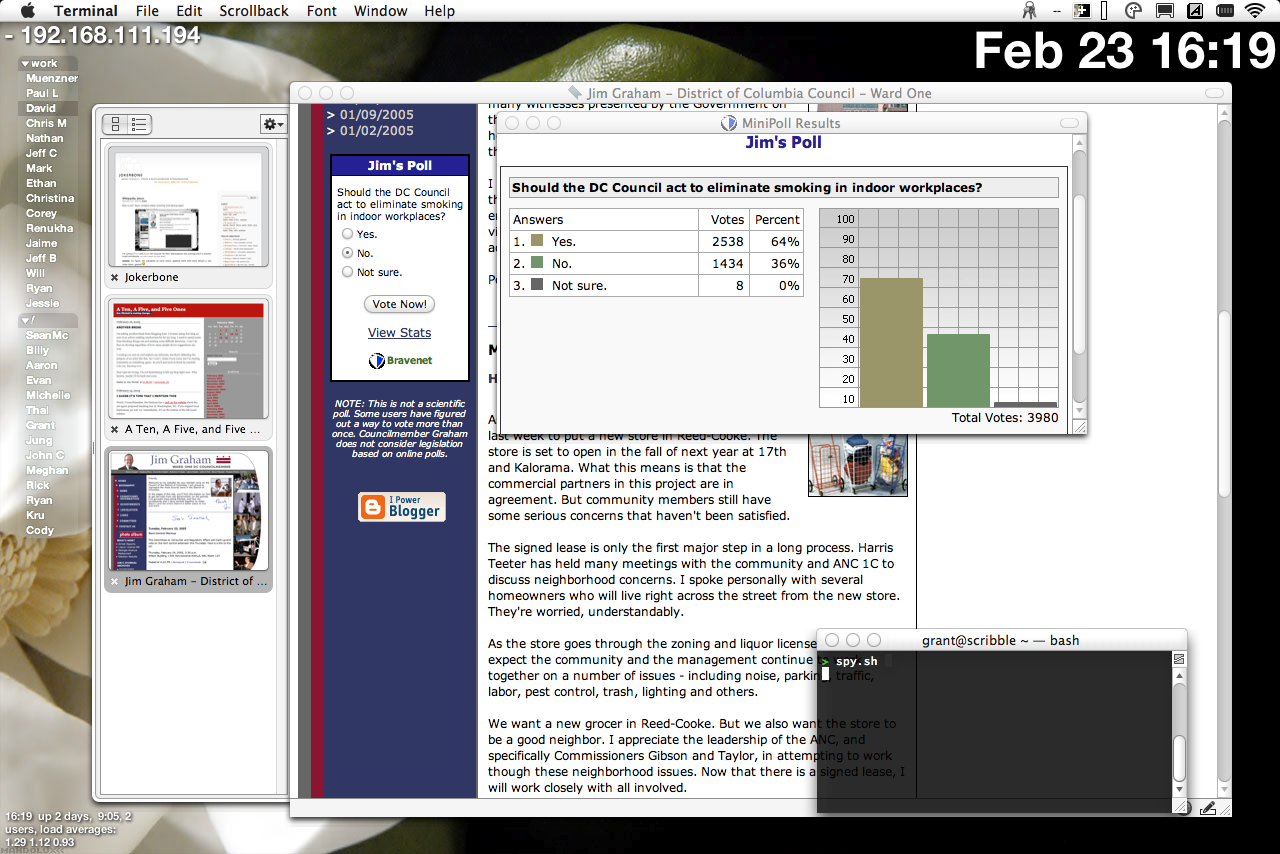 Terminal File Edit Scrollback Font Window Help
- 192.168.111.194
Feb 23 16:19
work
Muenzner
Paul L
David
Chris M
Nathan
Jeff C
Mark
Ethan
Christina
Corey
Renukha
Jaime
Jeff B
Will
Ryan
Jessie
/
SeanMc
Billy
Aaron
Evan
Michelle
Thai
Grant
Jung
John C
Meghan
Rick
Ryan
Kru
Cody
16:19 up 2 days, 9:05, 2
users, load averages:
1.29 1.12 0.93
JOKERBONE
Jokerbone
A Ten, A Five, and Five Ones
ANOTHER BREAK
A Ten, A Five, and Five ...
Jim Graham
Jim Graham – District of ...
Jim Graham – District of Columbia Council – Ward One
> 01/09/2005
> 01/02/2005
Jim's Poll
Should the DC Council
act to eliminate smoking
in indoor workplaces?
Yes.
No.
Not sure.
Vote Now!
View Stats
Bravenet
NOTE: This is not a scientific
poll. Some users have figured
out a way to vote more than
once. Councilmember Graham
does not consider legislation
based on online polls.
I Power
Blogger
many witnesses presented by the Government on
MiniPoll Results
Jim's Poll
Should the DC Council act to eliminate smoking in indoor workplaces?
Answers Votes Percent
1. Yes. 2538 64%
2. No. 1434 36%
3. Not sure. 8 0%
100
90
80
70
60
50
40
30
20
10
Total Votes: 3980
last week to put a new store in Reed-Cooke. The
store is set to open in the fall of next year at 17th
and Kalorama. What this means is that the
commercial partners in this project are in
agreement. But community members still have
some serious concerns that haven't been satisfied.
The signed lease is only the first major step in a long process. Harris
Teeter has held many meetings with the community and ANC 1C to
discuss neighborhood concerns. I spoke personally with several
homeowners who will live right across the street from the new store.
They're worried, understandably.
As the store goes through the zoning and liquor license
expect the community and the management continue to work
together on a number of issues - including noise, parking, traffic,
labor, pest control, trash, lighting and others.
We want a new grocer in Reed-Cooke. But we also want the store to
be a good neighbor. I appreciate the leadership of the ANC, and
specifically Commissioners Gibson and Taylor, in attempting to work
though these neighborhood issues. Now that there is a signed lease, I
will work closely with all involved.
grant@scribble ~ — bash
> spy.sh